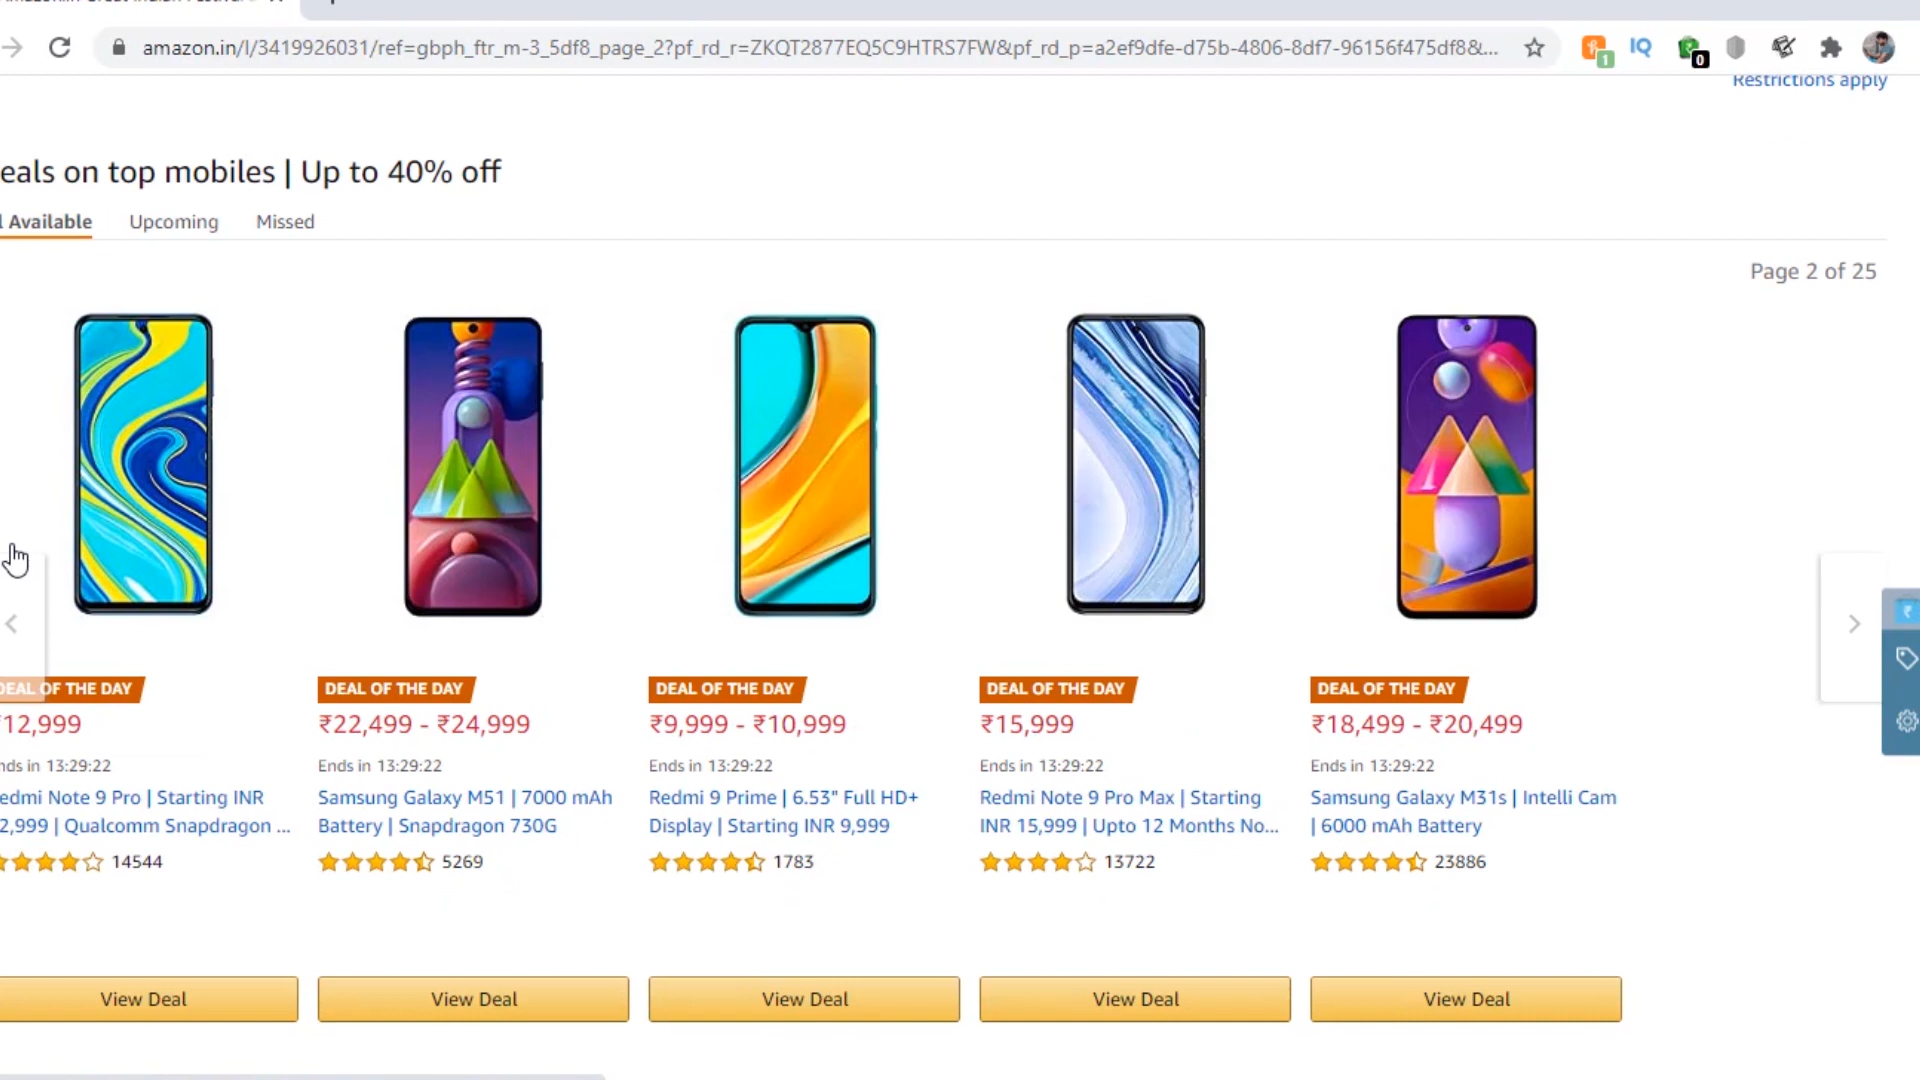 amazon.in/l/3419926031/ref=gbph_ftr_m-3_5df8_page_2?pf_rd_r=ZKQT2877EQ5C9HTRS7FW&pf_rd_p=a2ef9dfe-d75b-4806-8df7-96156f475df8&...
IQ
1
0
Restrictions apply
eals on top mobiles | Up to 40% off
l Available Upcoming Missed
Page 2 of 25
DEAL OF THE DAY
₹12,999
nds in 13:29:22
edmi Note 9 Pro | Starting INR
2,999 | Qualcomm Snapdragon ...
14544
View Deal
DEAL OF THE DAY
₹22,499 - ₹24,999
Ends in 13:29:22
Samsung Galaxy M51 | 7000 mAh
Battery | Snapdragon 730G
5269
View Deal
DEAL OF THE DAY
₹9,999 - ₹10,999
Ends in 13:29:22
Redmi 9 Prime | 6.53" Full HD+
Display | Starting INR 9,999
1783
View Deal
DEAL OF THE DAY
₹15,999
Ends in 13:29:22
Redmi Note 9 Pro Max | Starting
INR 15,999 | Upto 12 Months No...
13722
View Deal
DEAL OF THE DAY
₹18,499 - ₹20,499
Ends in 13:29:22
Samsung Galaxy M31s | Intelli Cam
| 6000 mAh Battery
23886
View Deal
₹